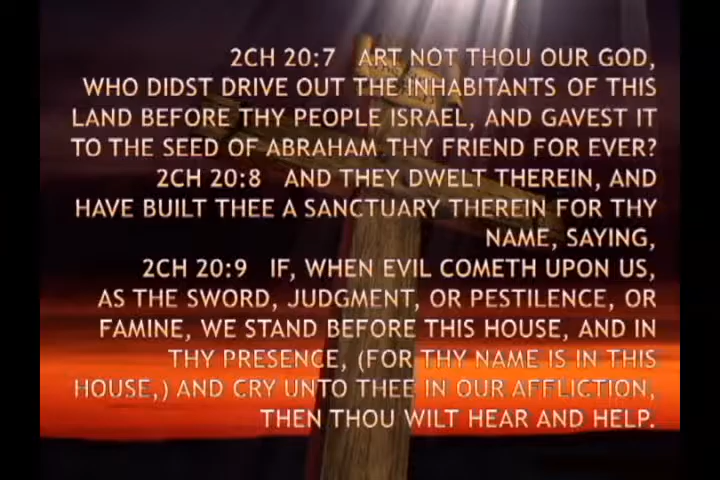 2CH 20:7 ART NOT THOU OUR GOD,
WHO DIDST DRIVE OUT THE INHABITANTS OF THIS
LAND BEFORE THY PEOPLE ISRAEL, AND GAVEST IT
TO THE SEED OF ABRAHAM THY FRIEND FOR EVER?
2CH 20:8 AND THEY DWELT THEREIN, AND
HAVE BUILT THEE A SANCTUARY THEREIN FOR THY
NAME, SAYING,
2CH 20:9 IF, WHEN EVIL COMETH UPON US,
AS THE SWORD, JUDGMENT, OR PESTILENCE, OR
FAMINE, WE STAND BEFORE THIS HOUSE, AND IN
THY PRESENCE, (FOR THY NAME IS IN THIS
HOUSE,) AND CRY UNTO THEE IN OUR AFFLICTION,
THEN THOU WILT HEAR AND HELP.